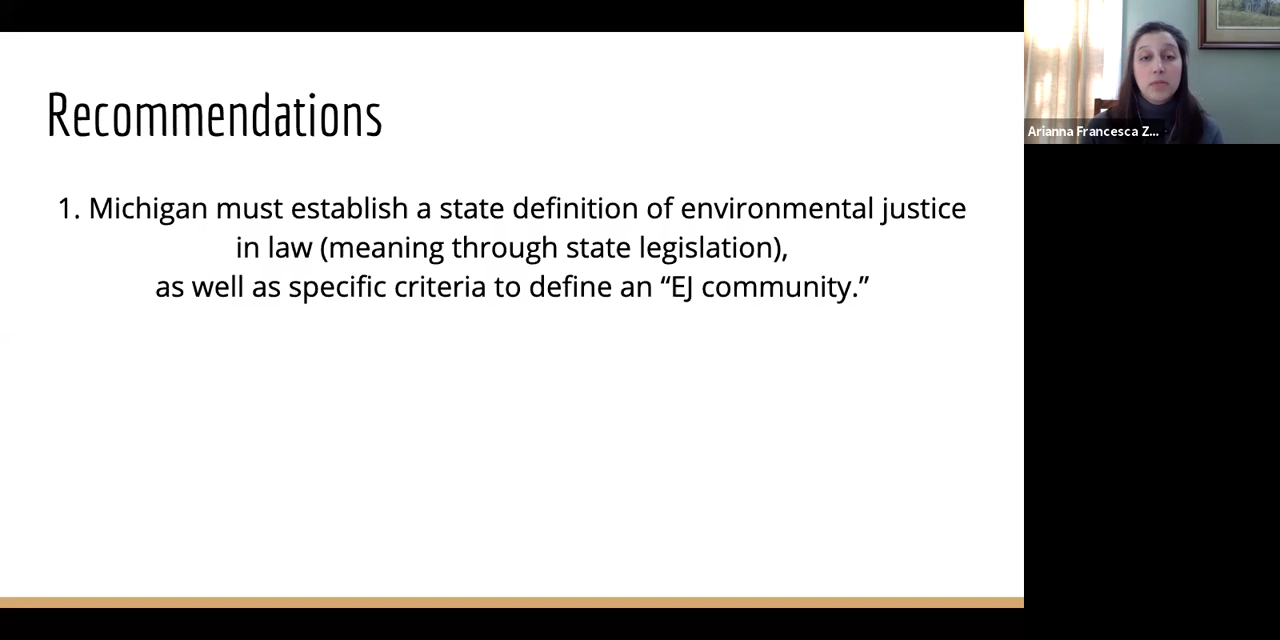 Recommendations
1. Michigan must establish a state definition of environmental justice
in law (meaning through state legislation),
as well as specific criteria to define an “EJ community.”
Arianna Francesca Z...